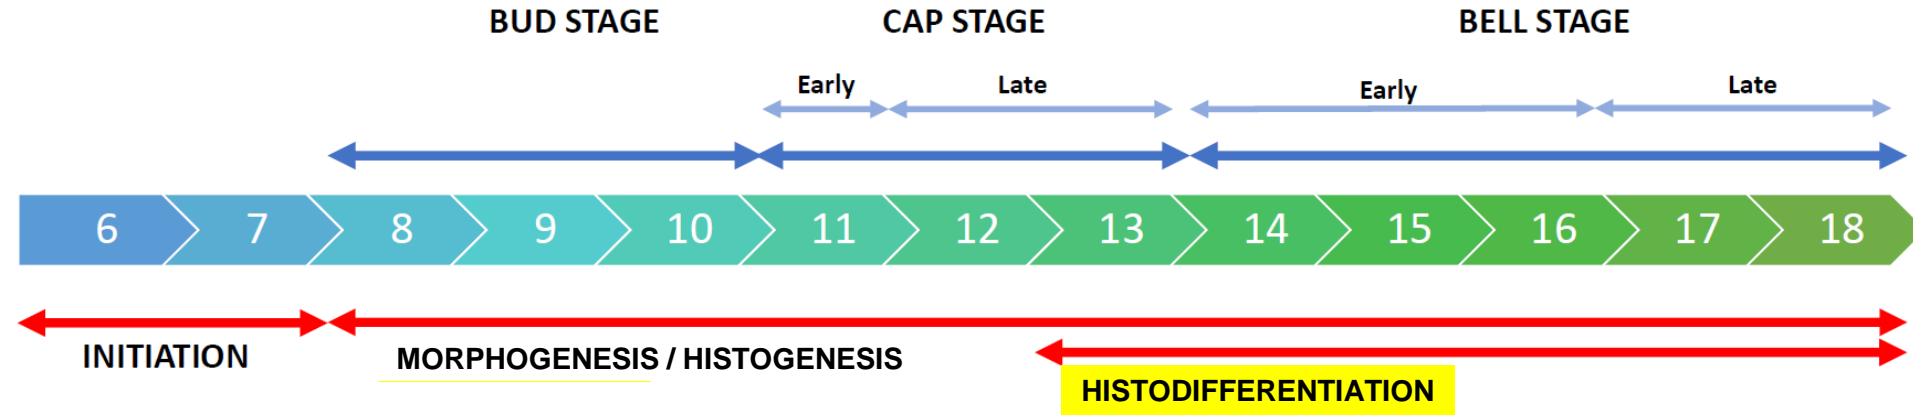 BUD STAGE CAP STAGE BELL STAGE
Early Late Early Late
6 7 8 9 10 11 12 13 14 15 16 17 18
INITIATION MORPHOGENESIS / HISTOGENESIS
HISTODIFFERENTIATION